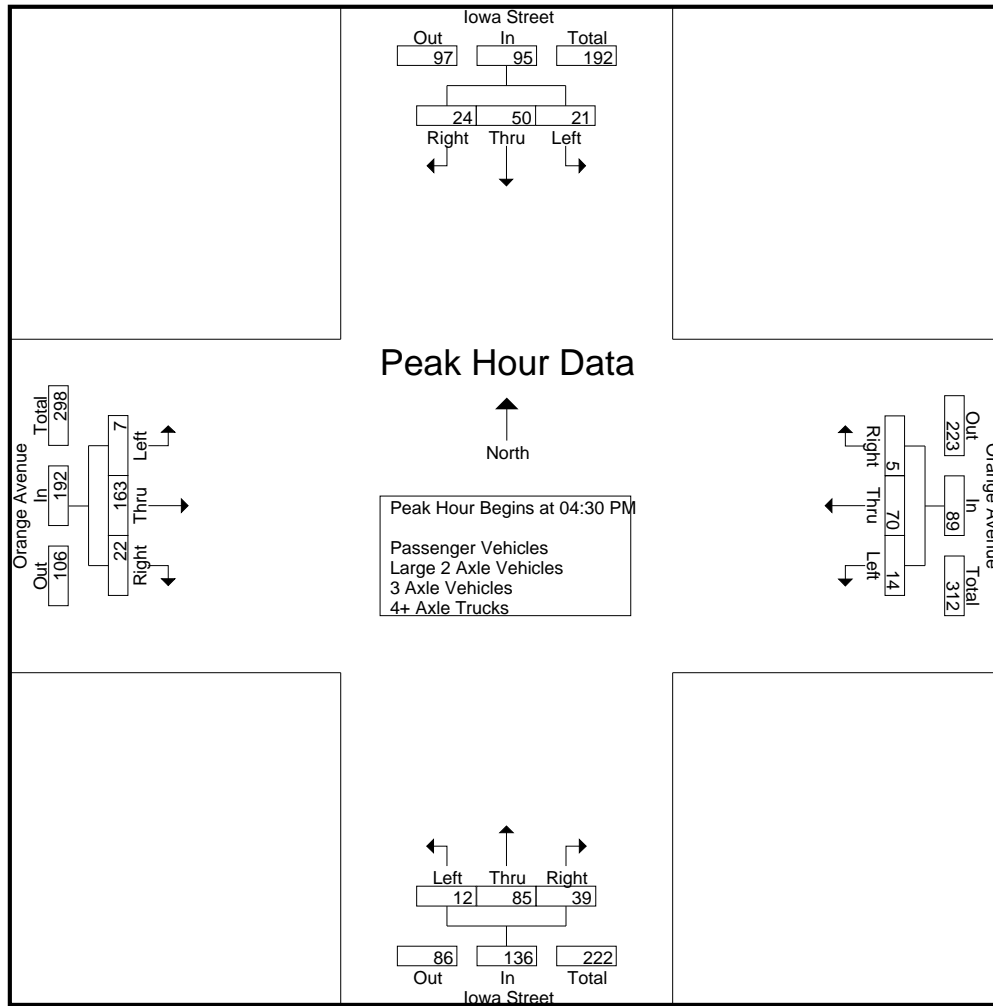 Iowa Street
Out In Total
97 95 192
24 50 21
Right Thru Left
Peak Hour Data
North
Peak Hour Begins at 04:30 PM
Passenger Vehicles
Large 2 Axle Vehicles
3 Axle Vehicles
4+ Axle Trucks
Orange Avenue
Out In Total
106 192 298
Right Thru Left
22 163 7
Orange Avenue
Out In Total
223 89 312
5 70 14
Right Thru Left
Left Thru Right
12 85 39
86 136 222
Out In Total
Iowa Street